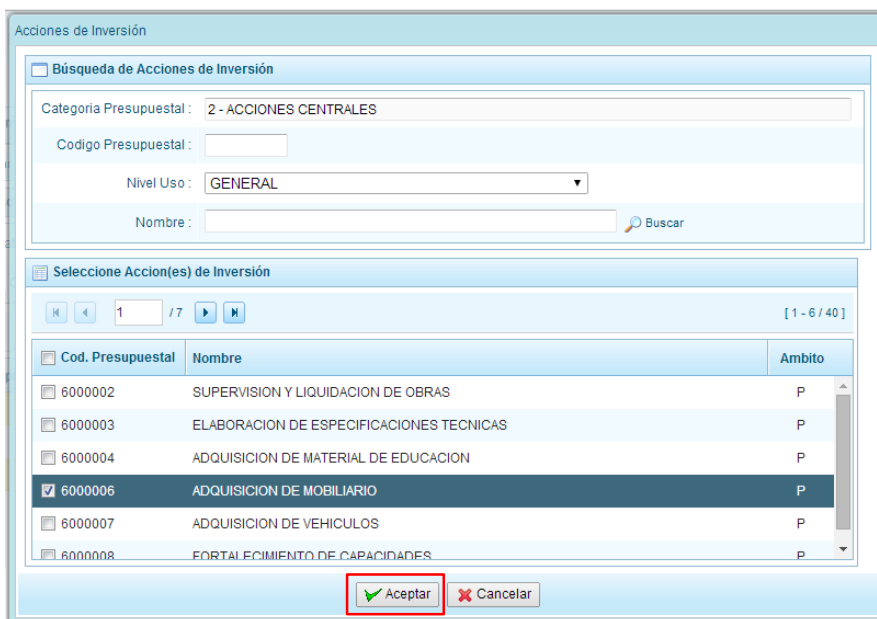 Acciones de Inversión
Búsqueda de Acciones de Inversión
Categoria Presupuestal : 2 - ACCIONES CENTRALES
Codigo Presupuestal :
Nivel Uso : GENERAL
Nombre : Buscar
Seleccione Accion(es) de Inversión
1 / 7 [ 1 - 6 / 40 ]
Cod. Presupuestal Nombre Ambito
6000002 SUPERVISION Y LIQUIDACION DE OBRAS P
6000003 ELABORACION DE ESPECIFICACIONES TECNICAS P
6000004 ADQUISICION DE MATERIAL DE EDUCACION P
6000006 ADQUISICION DE MOBILIARIO P
6000007 ADQUISICION DE VEHICULOS P
6000008 FORTALECIMIENTO DE CAPACIDADES P
Aceptar Cancelar